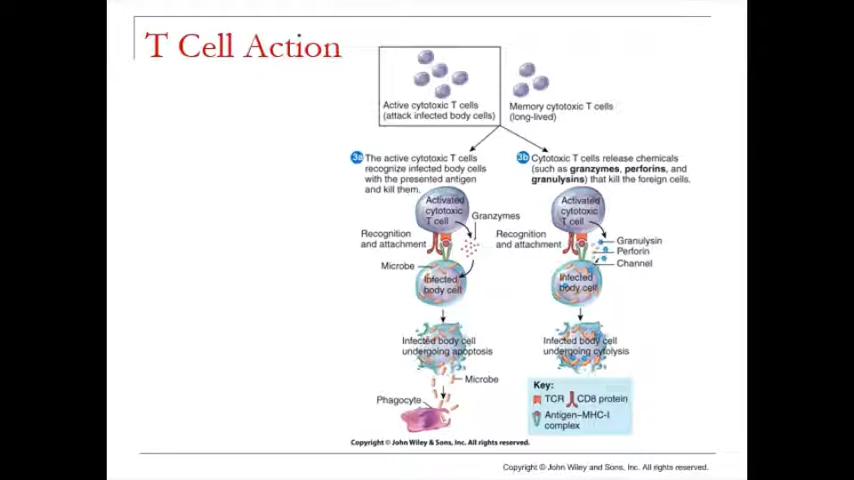 T Cell Action
Active cytotoxic T cells
(attack infected body cells)
Memory cytotoxic T cells
(long-lived)
3a The active cytotoxic T cells
recognize infected body cells
with the presented antigen
and kill them.
Activated
cytotoxic
T cell
Granzymes
Recognition
and attachment
Microbe
Infected
body cell
Infected body cell
undergoing apoptosis
Microbe
Phagocyte
3b Cytotoxic T cells release chemicals
(such as granzymes, perforins, and
granulysins) that kill the foreign cells.
Activated
cytotoxic
T cell
Recognition
and attachment
Granulysin
Perforin
Channel
Infected
body cell
Infected body cell
undergoing cytolysis
Key:
TCR CD8 protein
Antigen–MHC-I
complex
Copyright © John Wiley & Sons, Inc. All rights reserved.
Copyright © John Wiley and Sons, Inc. All rights reserved.